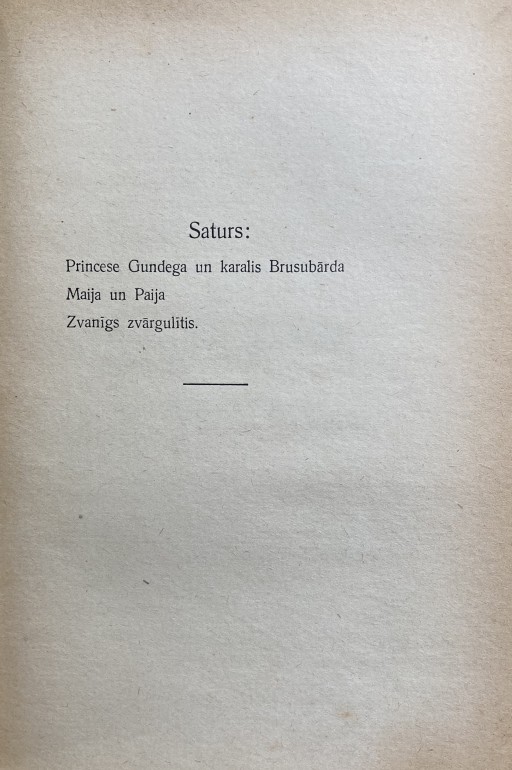 Saturs:
Princese Gundega un karalis Brusubārda
Maija un Paija
Zvanīgs zvārgulītis.